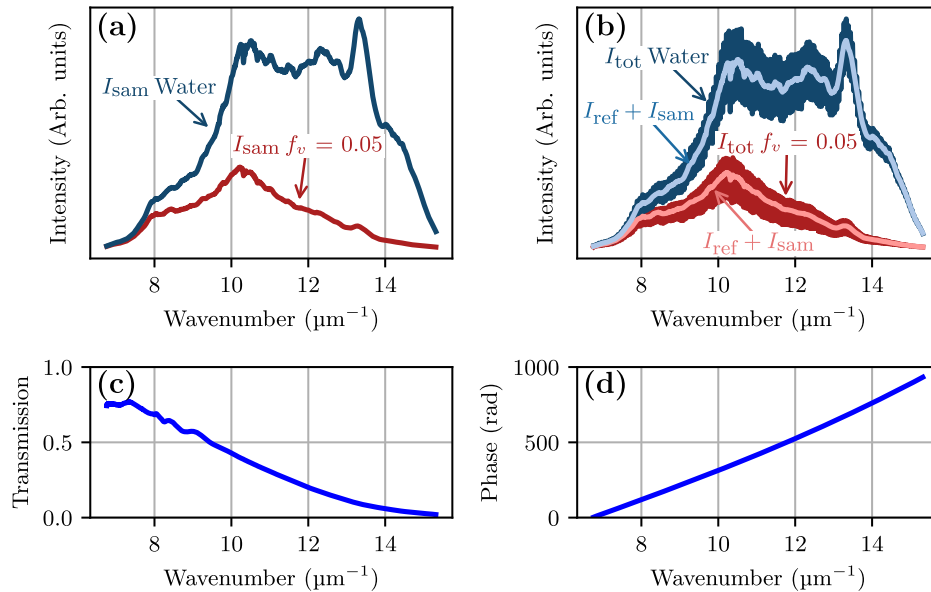 (a)
Intensity (Arb. units)
I_sam Water
I_sam f_v = 0.05
8 10 12 14
Wavenumber (µm⁻¹)
(b)
Intensity (Arb. units)
I_tot Water
I_ref + I_sam
I_tot f_v = 0.05
I_ref + I_sam
8 10 12 14
Wavenumber (µm⁻¹)
(c)
Transmission
1.0
0.5
0.0
8 10 12 14
Wavenumber (µm⁻¹)
(d)
Phase (rad)
1000
500
0
8 10 12 14
Wavenumber (µm⁻¹)